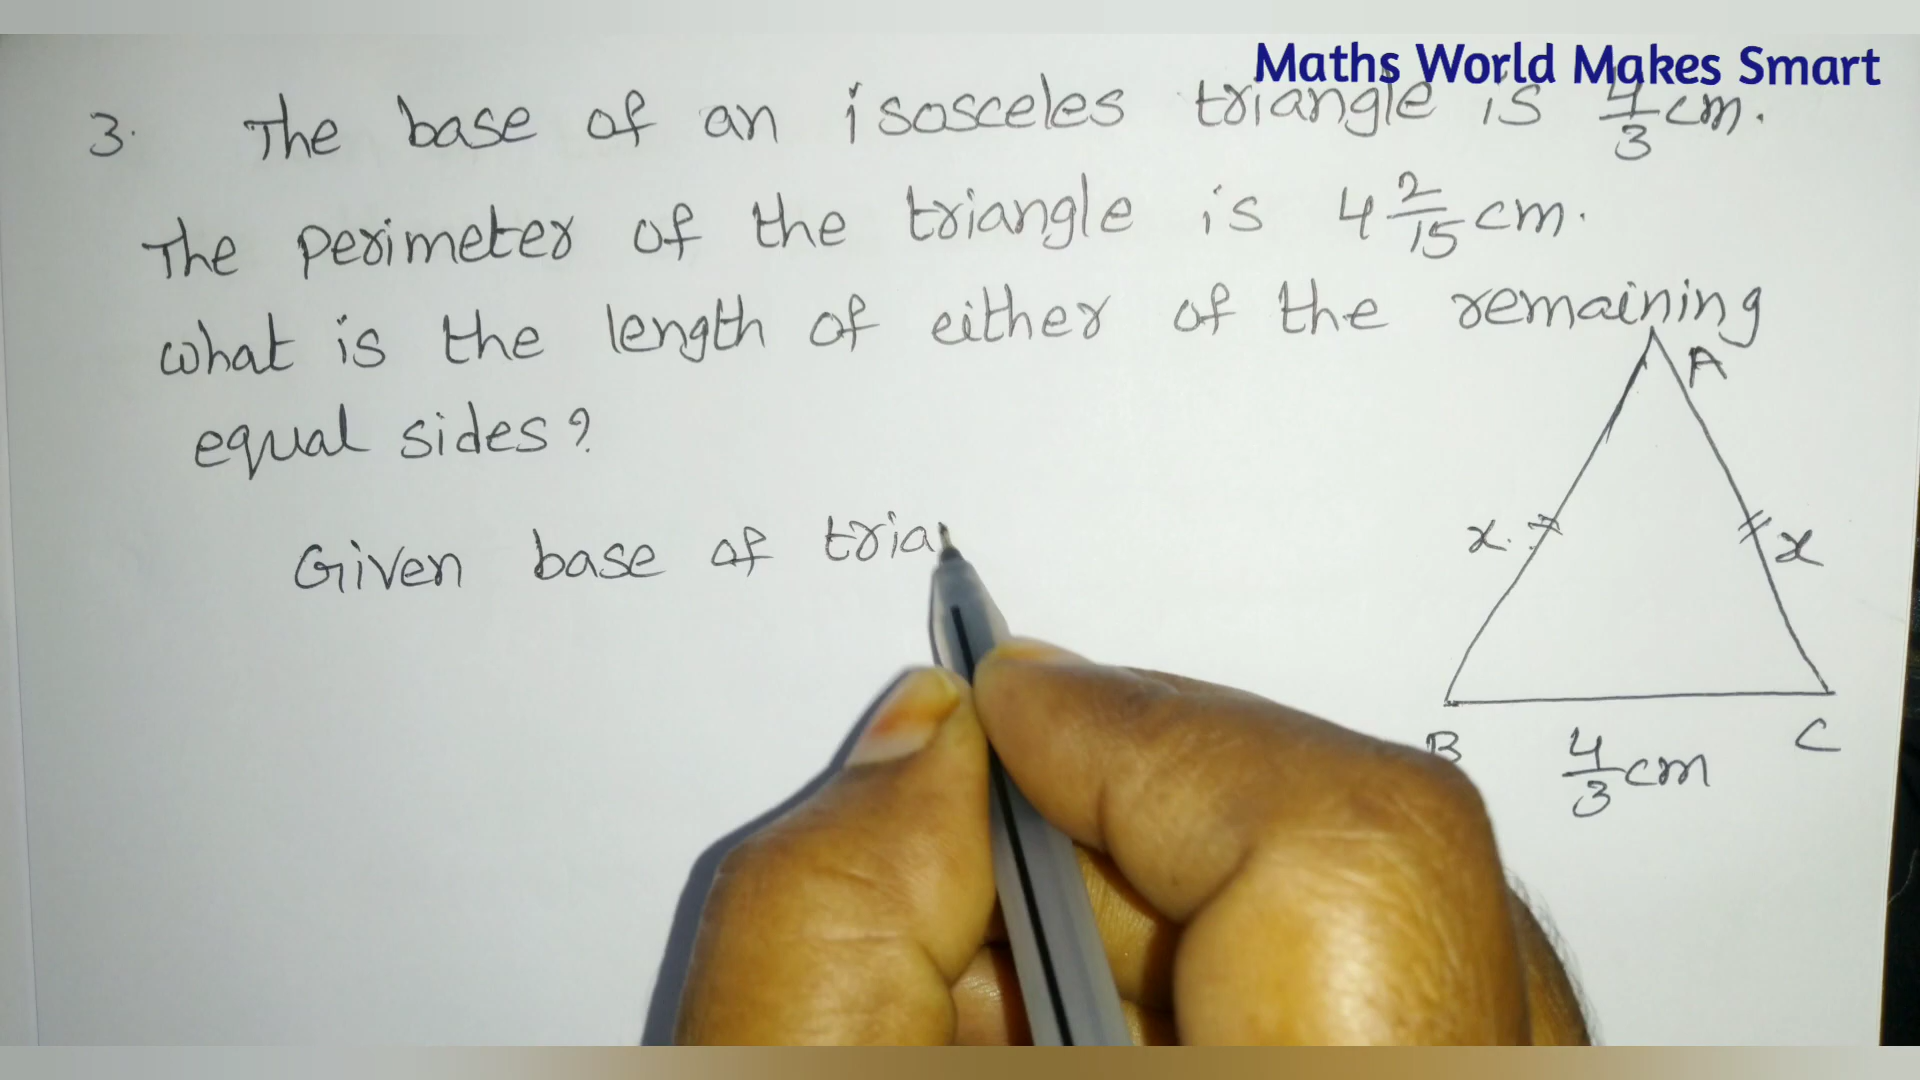 Maths World Makes Smart
3. The base of an isosceles triangle is 4/3 cm.
The perimeter of the triangle is 4 2/15 cm.
what is the length of either of the remaining
equal sides?
A
Given base of tria
x. x
B C
4/3 cm